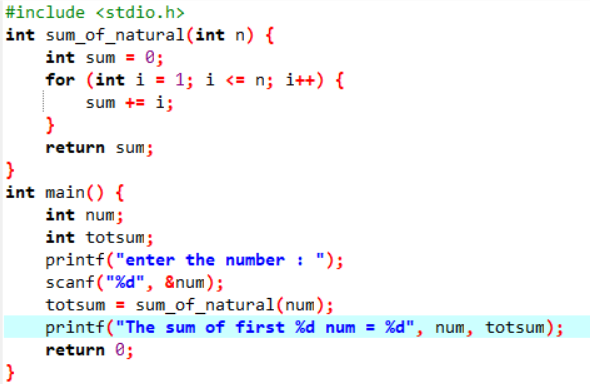 #include <stdio.h>
int sum_of_natural(int n) {
    int sum = 0;
    for (int i = 1; i <= n; i++) {
        sum += i;
    }
    return sum;
}
int main() {
    int num;
    int totsum;
    printf("enter the number : ");
    scanf("%d", &num);
    totsum = sum_of_natural(num);
    printf("The sum of first %d num = %d", num, totsum);
    return 0;
}